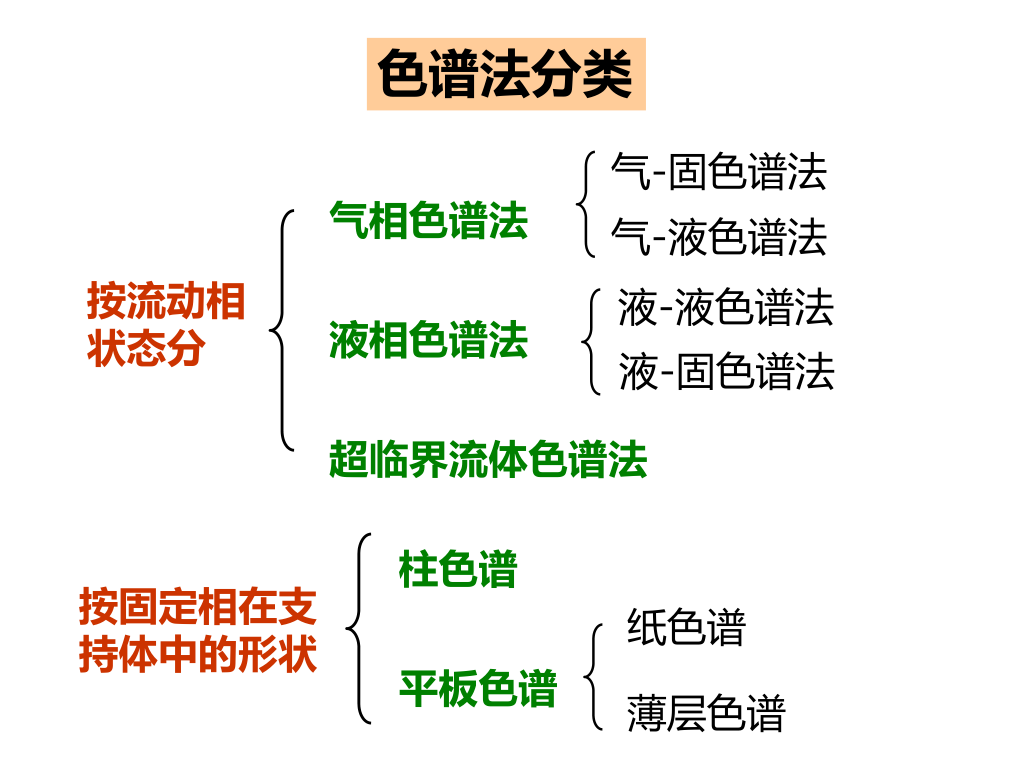 色谱法分类
按流动相
状态分
气相色谱法
气-固色谱法
气-液色谱法
液相色谱法
液-液色谱法
液-固色谱法
超临界流体色谱法
按固定相在支
持体中的形状
柱色谱
平板色谱
纸色谱
薄层色谱